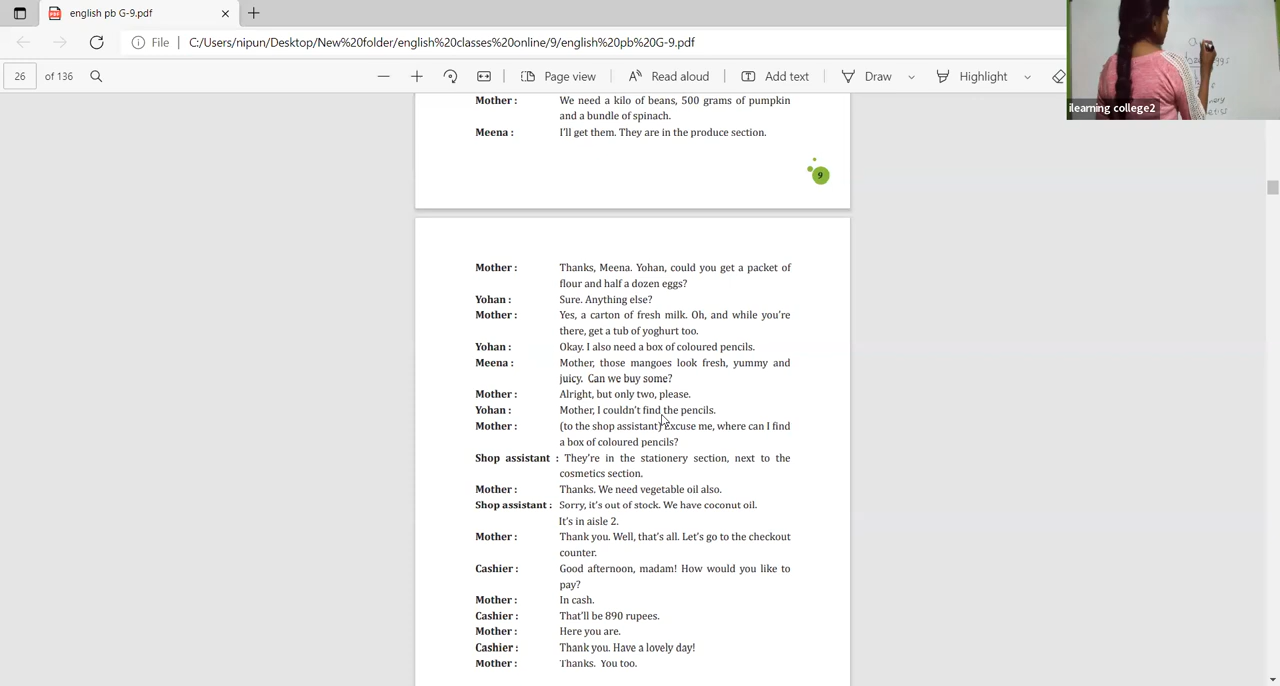 english pb G-9.pdf
File
C:/Users/nipun/Desktop/New%20folder/english%20classes%20online/9/english%20pb%20G-9.pdf
26 of 136
Page view
Read aloud
Add text
Draw
Highlight
ilearning college2
Mother : We need a kilo of beans, 500 grams of pumpkin
and a bundle of spinach.
Meena : I'll get them. They are in the produce section.
9
Mother : Thanks, Meena. Yohan, could you get a packet of
flour and half a dozen eggs?
Yohan : Sure. Anything else?
Mother : Yes, a carton of fresh milk. Oh, and while you're
there, get a tub of yoghurt too.
Yohan : Okay. I also need a box of coloured pencils.
Meena : Mother, those mangoes look fresh, yummy and
juicy. Can we buy some?
Mother : Alright, but only two, please.
Yohan : Mother, I couldn't find the pencils.
Mother : (to the shop assistant) Excuse me, where can I find
a box of coloured pencils?
Shop assistant : They're in the stationery section, next to the
cosmetics section.
Mother : Thanks. We need vegetable oil also.
Shop assistant : Sorry, it's out of stock. We have coconut oil.
It's in aisle 2.
Mother : Thank you. Well, that's all. Let's go to the checkout
counter.
Cashier : Good afternoon, madam! How would you like to
pay?
Mother : In cash.
Cashier : That'll be 890 rupees.
Mother : Here you are.
Cashier : Thank you. Have a lovely day!
Mother : Thanks. You too.